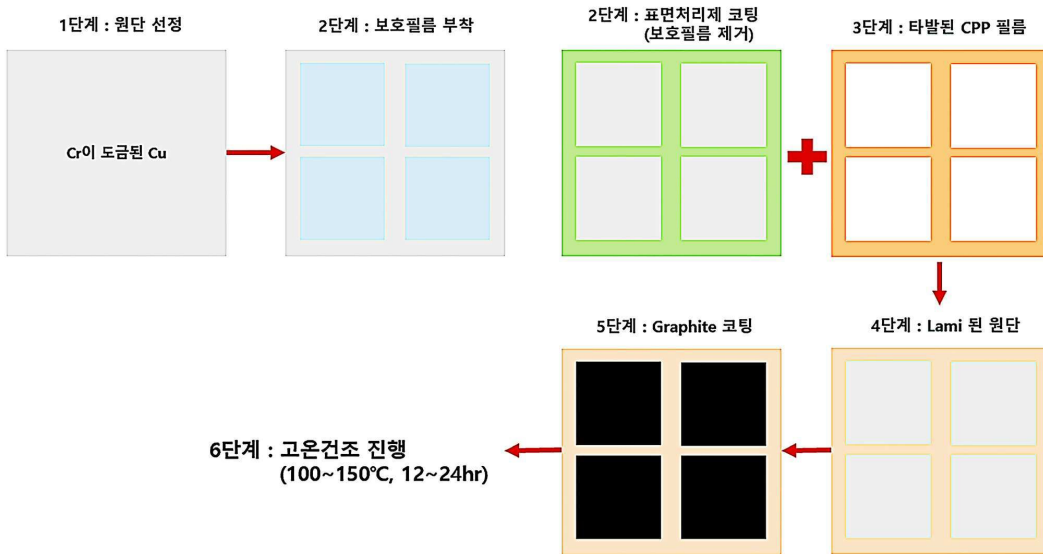 1단계 : 원단 선정
2단계 : 보호필름 부착
2단계 : 표면처리제 코팅
(보호필름 제거)
3단계 : 타발된 CPP 필름
Cr이 도금된 Cu
5단계 : Graphite 코팅
4단계 : Lami 된 원단
6단계 : 고온건조 진행
(100~150℃, 12~24hr)